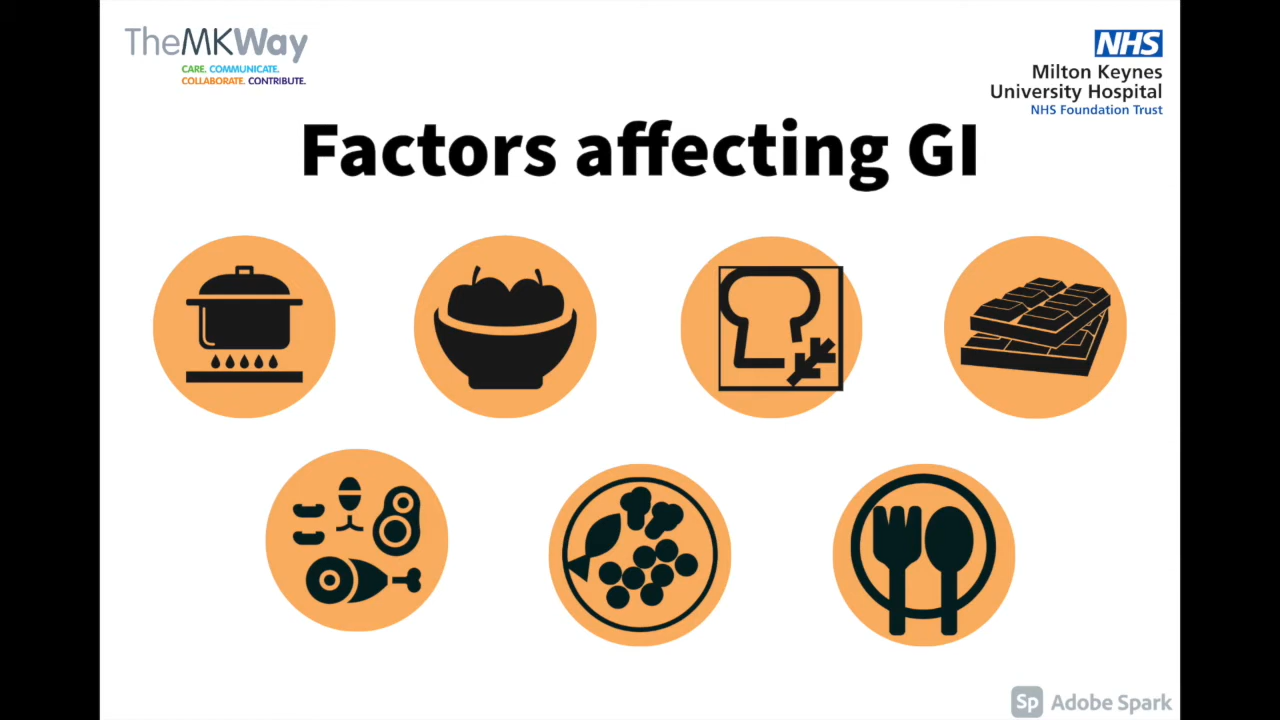 TheMKWay
CARE. COMMUNICATE.
COLLABORATE. CONTRIBUTE.
NHS
Milton Keynes
University Hospital
NHS Foundation Trust
Factors affecting GI
Sp Adobe Spark